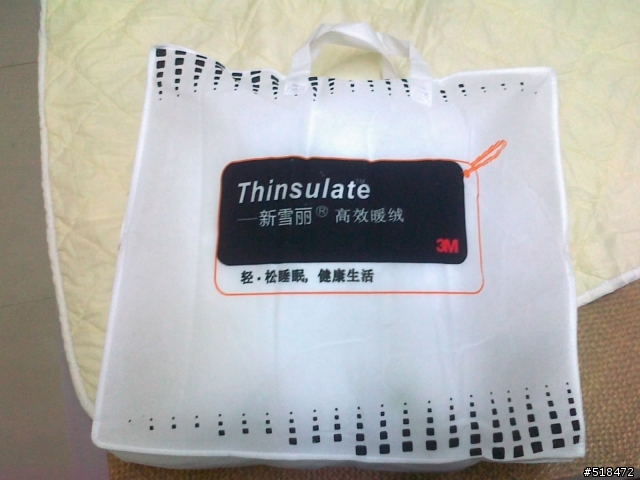 Thinsulate™
—新雪丽® 高效暖绒
3M
轻·松睡眠，健康生活
#518472